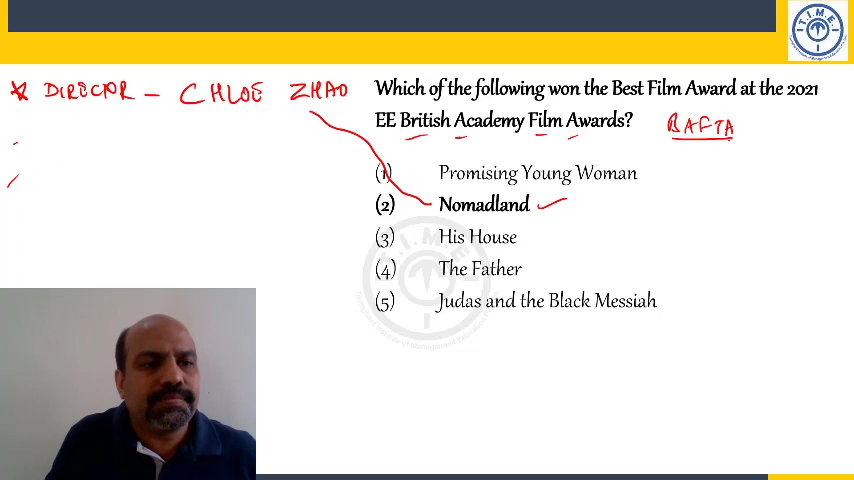 T.I.M.E.
★ DIRECTOR - CHLOE ZHAO
Which of the following won the Best Film Award at the 2021
EE British Academy Film Awards?
BAFTA
(1) Promising Young Woman
(2) Nomadland
(3) His House
(4) The Father
(5) Judas and the Black Messiah
T.I.M.E.